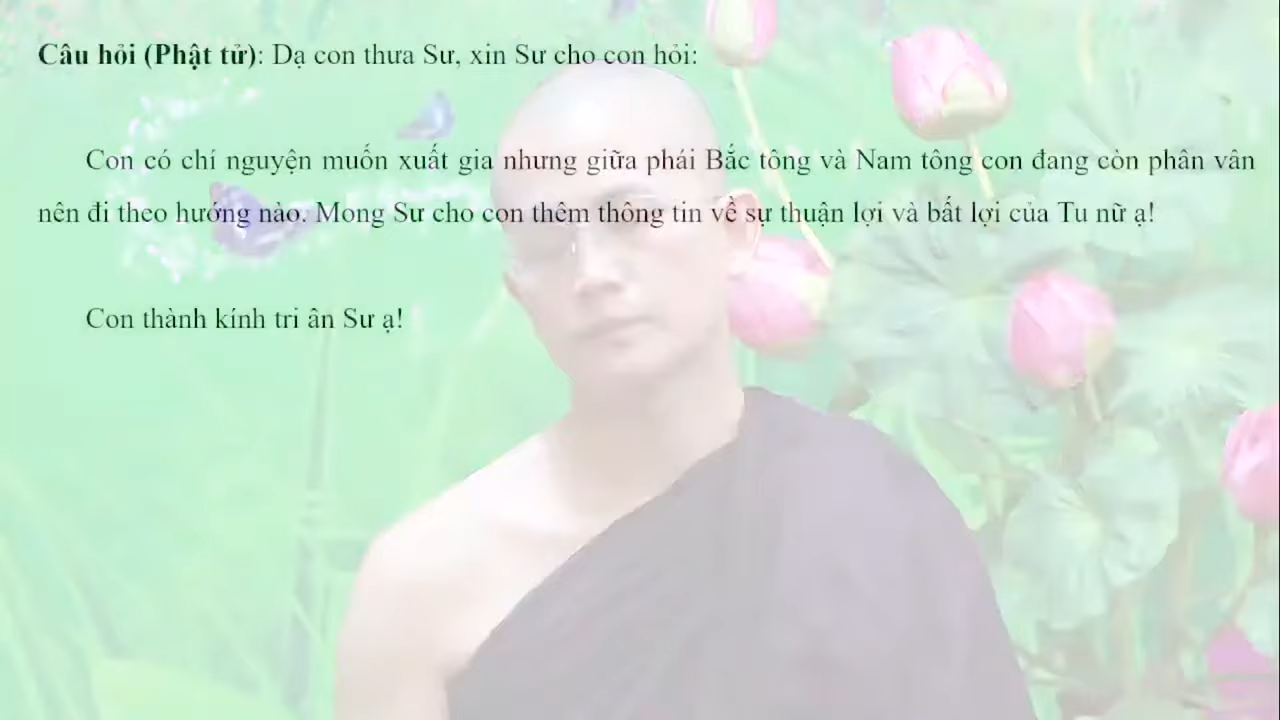 Câu hỏi (Phật tử): Dạ con thưa Sư, xin Sư cho con hỏi:
Con có chí nguyện muốn xuất gia nhưng giữa phái Bắc tông và Nam tông con đang còn phân vân
nên đi theo hướng nào. Mong Sư cho con thêm thông tin về sự thuận lợi và bất lợi của Tu nữ ạ!
Con thành kính tri ân Sư ạ!